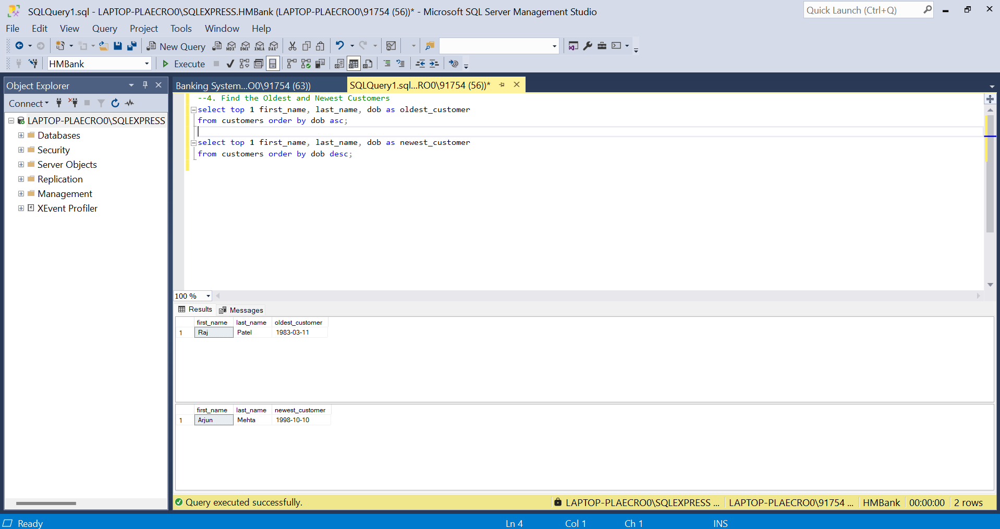 SQLQuery1.sql - LAPTOP-PLAECRO0\SQLEXPRESS.HMBank (LAPTOP-PLAECRO0\91754 (56))* - Microsoft SQL Server Management Studio
Quick Launch (Ctrl+Q)
File Edit View Query Project Tools Window Help
New Query MDX DMX XMLA DAX
HMBank Execute
Object Explorer
Banking System...O0\91754 (63))
SQLQuery1.sql...RO0\91754 (56))*
Connect
LAPTOP-PLAECRO0\SQLEXPRESS
Databases
Security
Server Objects
Replication
Management
XEvent Profiler
--4. Find the Oldest and Newest Customers
select top 1 first_name, last_name, dob as oldest_customer
from customers order by dob asc;
select top 1 first_name, last_name, dob as newest_customer
from customers order by dob desc;
100 %
Results Messages
first_name last_name oldest_customer
1 Raj Patel 1983-03-11
first_name last_name newest_customer
1 Arjun Mehta 1998-10-10
Query executed successfully.
LAPTOP-PLAECRO0\SQLEXPRESS ... LAPTOP-PLAECRO0\91754 ... HMBank 00:00:00 2 rows
Ready Ln 4 Col 1 Ch 1 INS